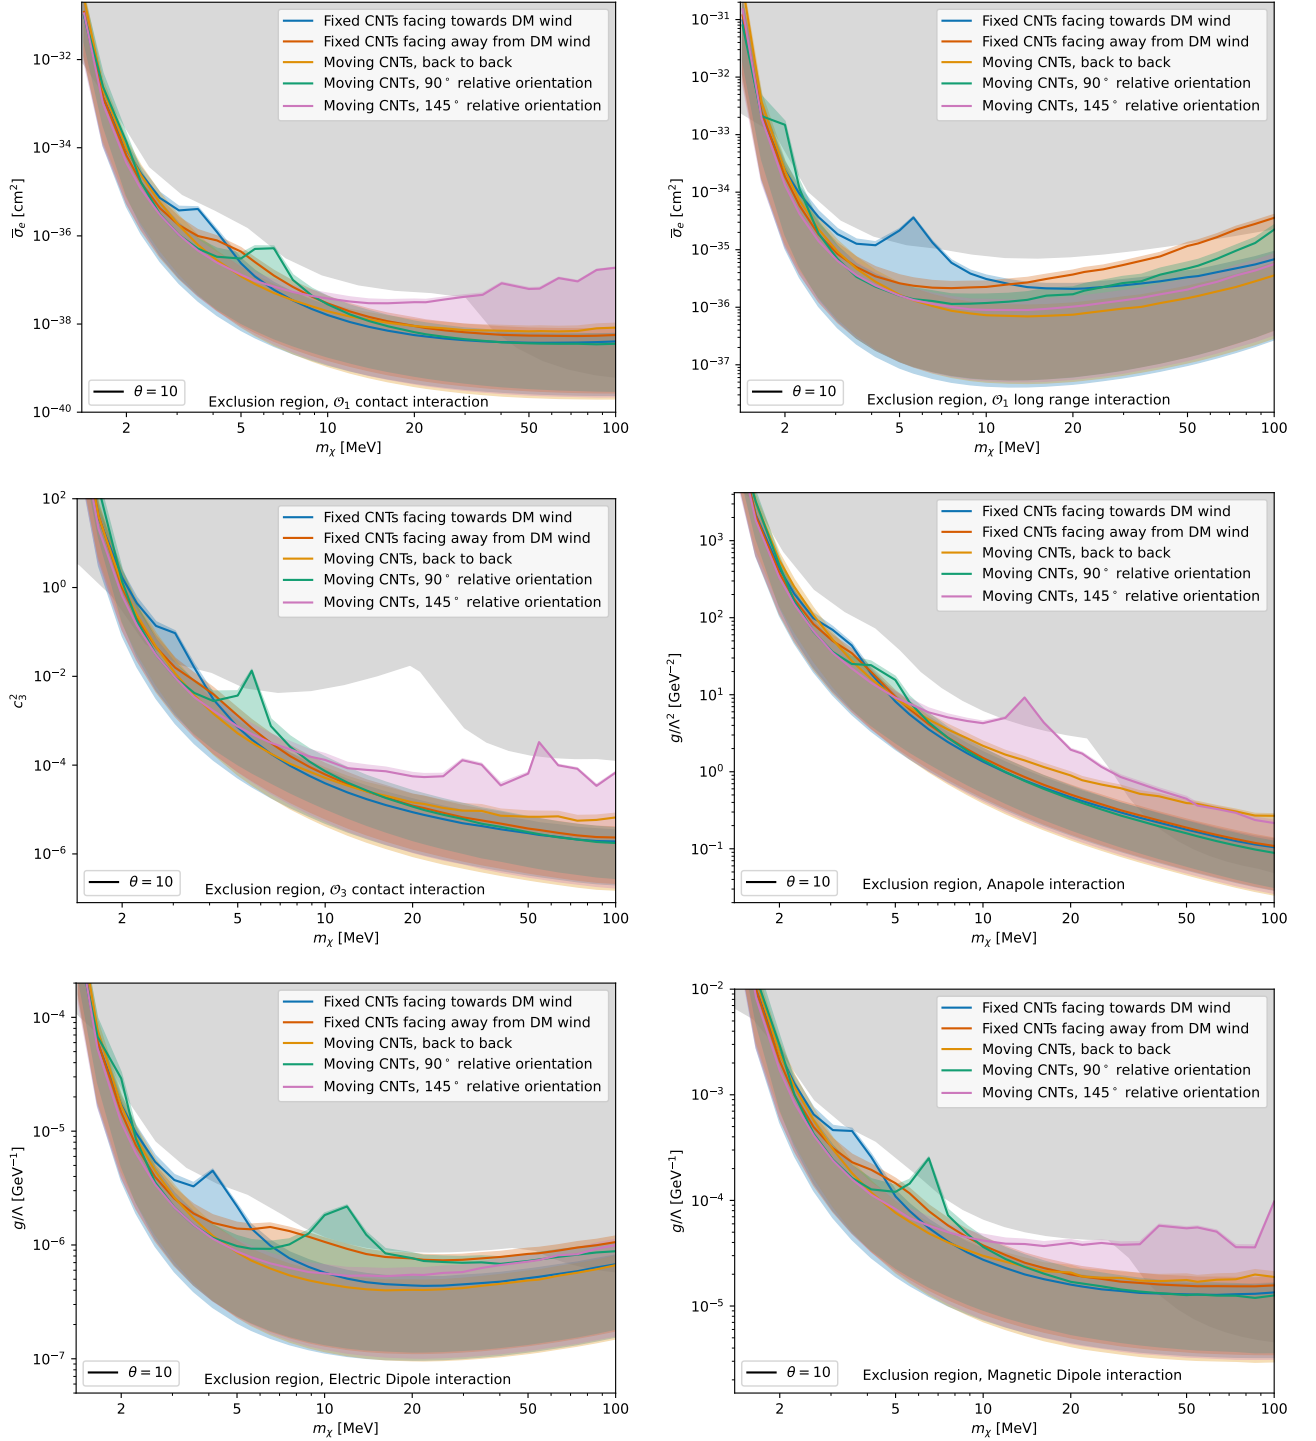 Fixed CNTs facing towards DM wind
Fixed CNTs facing away from DM wind
Moving CNTs, back to back
Moving CNTs, 90° relative orientation
Moving CNTs, 145° relative orientation
10⁻³²
10⁻³⁴
10⁻³⁶
10⁻³⁸
10⁻⁴⁰
σ̅ₑ [cm²]
θ = 10
Exclusion region, 𝒪₁ contact interaction
2 5 10 20 50 100
mᵪ [MeV]
Fixed CNTs facing towards DM wind
Fixed CNTs facing away from DM wind
Moving CNTs, back to back
Moving CNTs, 90° relative orientation
Moving CNTs, 145° relative orientation
10⁻³¹
10⁻³²
10⁻³³
10⁻³⁴
10⁻³⁵
10⁻³⁶
10⁻³⁷
σ̅ₑ [cm²]
θ = 10
Exclusion region, 𝒪₁ long range interaction
2 5 10 20 50 100
mᵪ [MeV]
Fixed CNTs facing towards DM wind
Fixed CNTs facing away from DM wind
Moving CNTs, back to back
Moving CNTs, 90° relative orientation
Moving CNTs, 145° relative orientation
10²
10⁰
10⁻²
10⁻⁴
10⁻⁶
c₃²
θ = 10
Exclusion region, 𝒪₃ contact interaction
2 5 10 20 50 100
mᵪ [MeV]
Fixed CNTs facing towards DM wind
Fixed CNTs facing away from DM wind
Moving CNTs, back to back
Moving CNTs, 90° relative orientation
Moving CNTs, 145° relative orientation
10³
10²
10¹
10⁰
10⁻¹
g/Λ² [GeV⁻²]
θ = 10
Exclusion region, Anapole interaction
2 5 10 20 50 100
mᵪ [MeV]
Fixed CNTs facing towards DM wind
Fixed CNTs facing away from DM wind
Moving CNTs, back to back
Moving CNTs, 90° relative orientation
Moving CNTs, 145° relative orientation
10⁻⁴
10⁻⁵
10⁻⁶
10⁻⁷
g/Λ [GeV⁻¹]
θ = 10
Exclusion region, Electric Dipole interaction
2 5 10 20 50 100
mᵪ [MeV]
Fixed CNTs facing towards DM wind
Fixed CNTs facing away from DM wind
Moving CNTs, back to back
Moving CNTs, 90° relative orientation
Moving CNTs, 145° relative orientation
10⁻²
10⁻³
10⁻⁴
10⁻⁵
g/Λ [GeV⁻¹]
θ = 10
Exclusion region, Magnetic Dipole interaction
2 5 10 20 50 100
mᵪ [MeV]